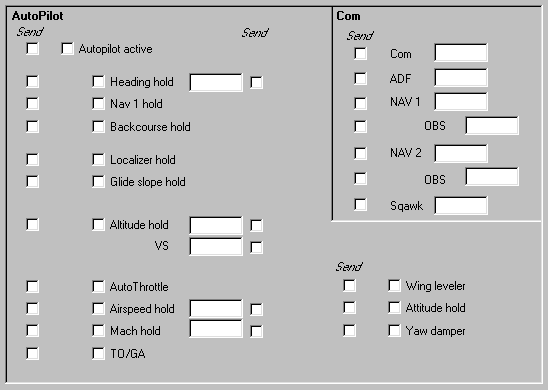 AutoPilot
Send
Send
Autopilot active
Heading hold
Nav 1 hold
Backcourse hold
Localizer hold
Glide slope hold
Altitude hold
VS
AutoThrottle
Airspeed hold
Mach hold
TO/GA
Com
Send
Com
ADF
NAV 1
OBS
NAV 2
OBS
Sqawk
Send
Wing leveler
Attitude hold
Yaw damper